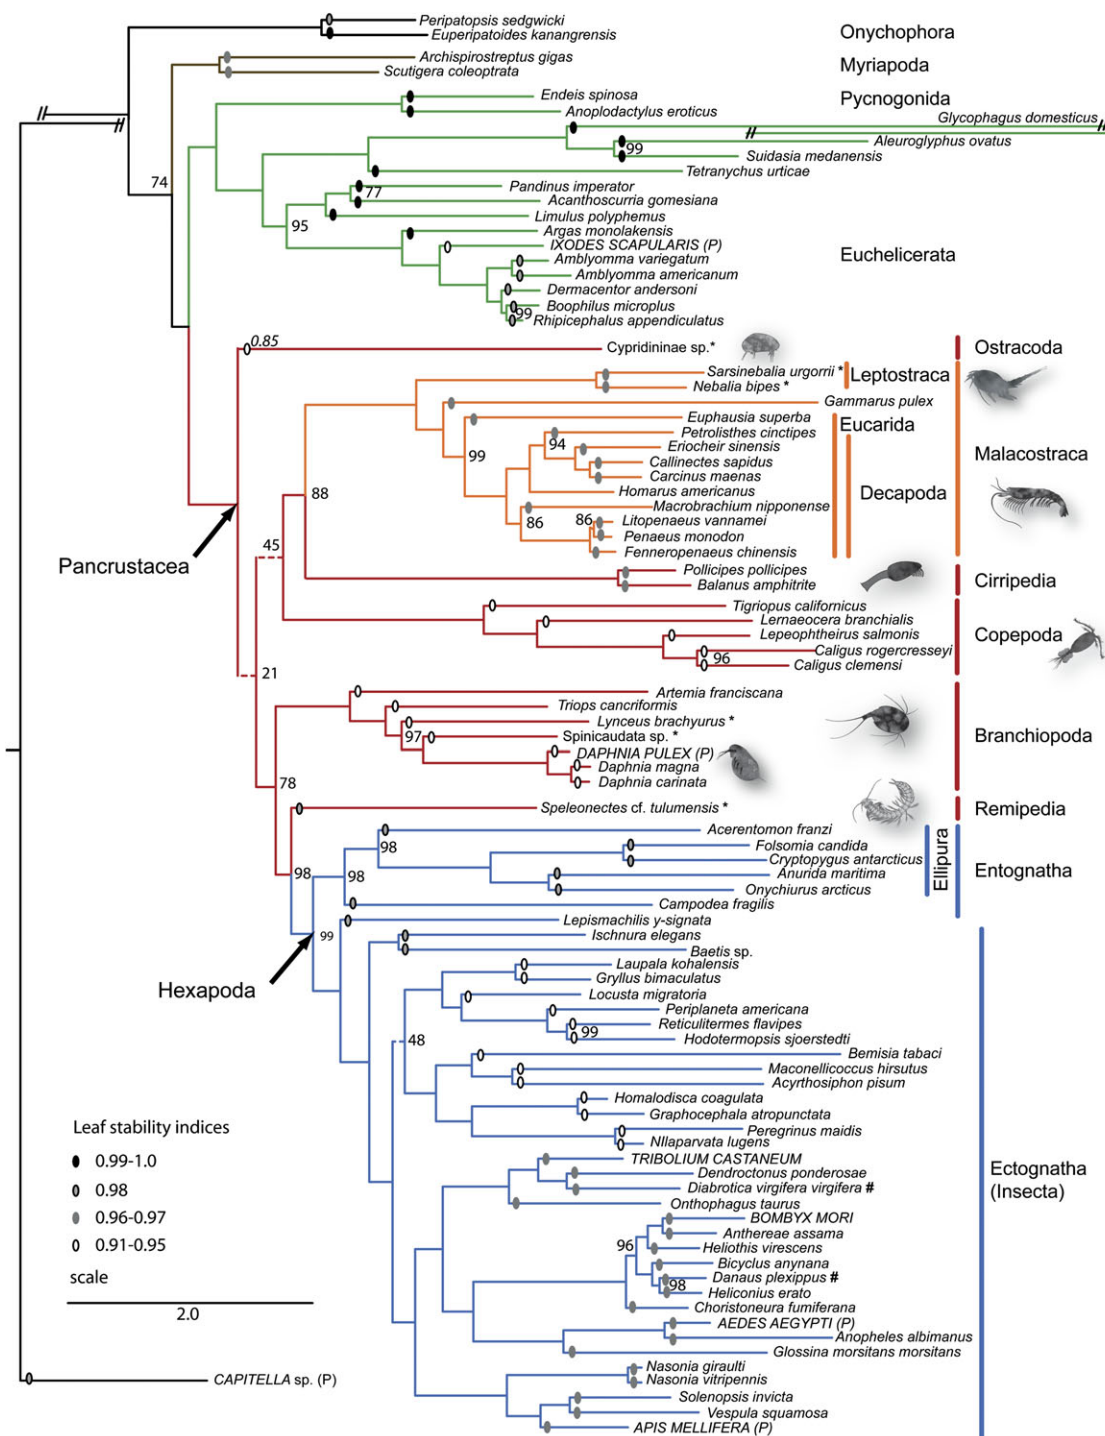 Peripatopsis sedgwicki
Euperipatoides kanangrensis
Onychophora
Archispirostreptus gigas
Scutigera coleoptrata
Myriapoda
Endeis spinosa
Anoplodactylus eroticus
Pycnogonida
Glycophagus domesticus
Aleuroglyphus ovatus
99
Suidasia medanensis
Tetranychus urticae
74
Pandinus imperator
77
Acanthoscurria gomesiana
Limulus polyphemus
95
Argas monolakensis
IXODES SCAPULARIS (P)
Euchelicerata
Amblyomma variegatum
Amblyomma americanum
Dermacentor andersoni
Boophilus microplus
99
Rhipicephalus appendiculatus
0.85
Cypridininae sp.*
Ostracoda
Sarsinebalia urgorrii *
Nebalia bipes *
Leptostraca
Gammarus pulex
Euphausia superba
Eucarida
Petrolisthes cinctipes
94
Eriocheir sinensis
99
Callinectes sapidus
Malacostraca
Carcinus maenas
88
Homarus americanus
Decapoda
Macrobrachium nipponense
86
86
Litopenaeus vannamei
Penaeus monodon
45
Fenneropenaeus chinensis
Pancrustacea
Pollicipes pollicipes
Balanus amphitrite
Cirripedia
Tigriopus californicus
Lernaeocera branchialis
Lepeophtheirus salmonis
Copepoda
Caligus rogercresseyi
96
Caligus clemensi
21
Artemia franciscana
Triops cancriformis
Lynceus brachyurus *
97
Spinicaudata sp. *
Branchiopoda
DAPHNIA PULEX (P)
Daphnia magna
78
Daphnia carinata
Speleonectes cf. tulumensis *
Remipedia
Acerentomon franzi
98
Folsomia candida
Cryptopygus antarcticus
98
98
Anurida maritima
Ellipura
Entognatha
Onychiurus arcticus
Campodea fragilis
Lepismachilis y-signata
99
Ischnura elegans
Baetis sp.
Hexapoda
Laupala kohalensis
Gryllus bimaculatus
Locusta migratoria
Periplaneta americana
Reticulitermes flavipes
99
48
Hodotermopsis sjoerstedti
Bemisia tabaci
Maconellicoccus hirsutus
Acyrthosiphon pisum
Homalodisca coagulata
Graphocephala atropunctata
Peregrinus maidis
NIlaparvata lugens
Leaf stability indices
0.99-1.0
0.98
0.96-0.97
0.91-0.95
scale
2.0
TRIBOLIUM CASTANEUM
Dendroctonus ponderosae
Diabrotica virgifera virgifera #
Ectognatha
(Insecta)
Onthophagus taurus
BOMBYX MORI
Anthereae assama
96
Heliothis virescens
Bicyclus anynana
Danaus plexippus #
98
Heliconius erato
Choristoneura fumiferana
AEDES AEGYPTI (P)
Anopheles albimanus
Glossina morsitans morsitans
Nasonia giraulti
Nasonia vitripennis
CAPITELLA sp. (P)
Solenopsis invicta
Vespula squamosa
APIS MELLIFERA (P)